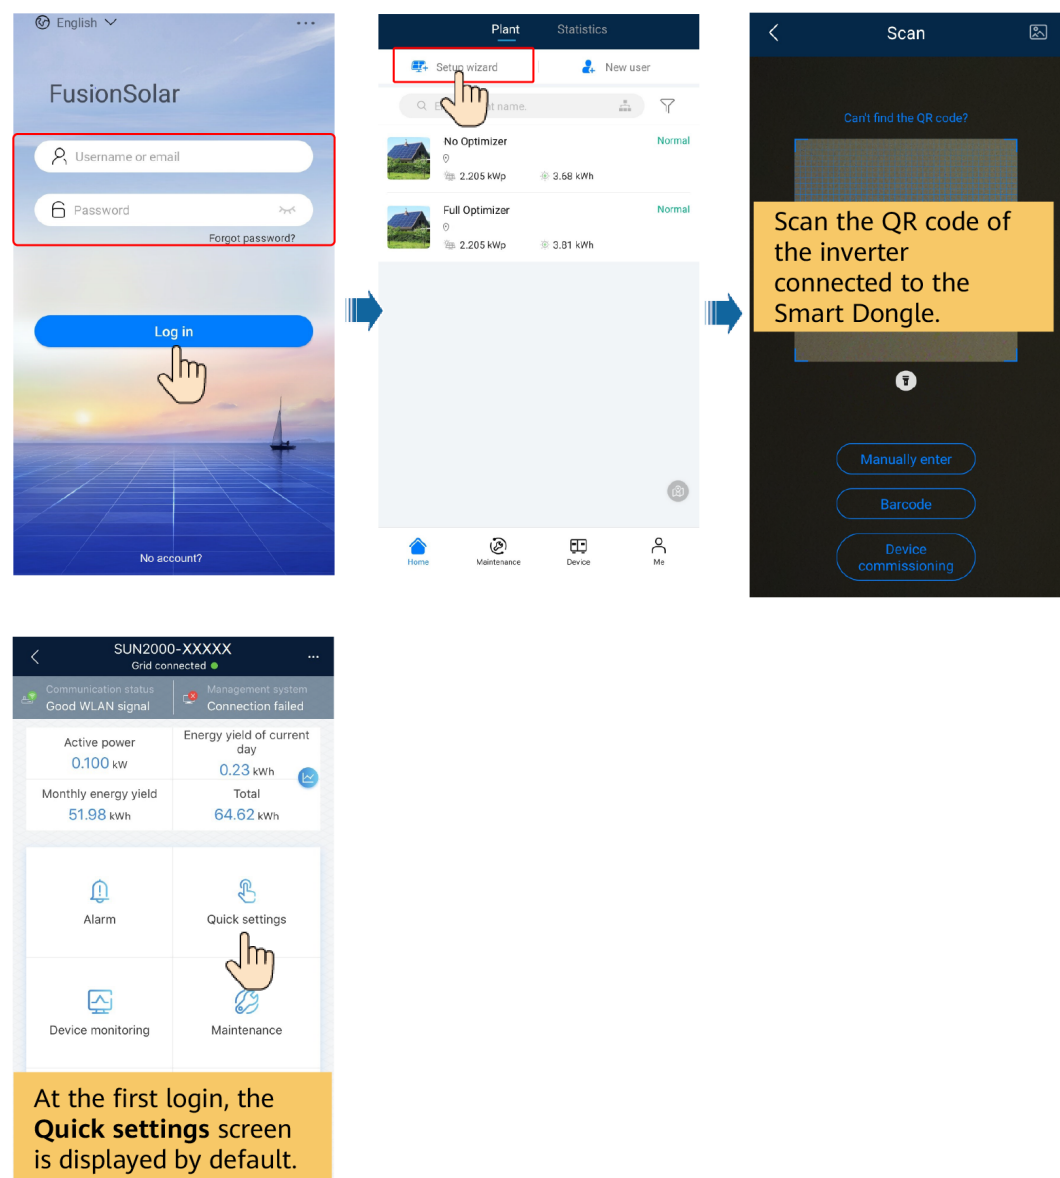 English
FusionSolar
Username or email
Password
Forgot password?
Log in
No account?
Plant Statistics
Setup wizard New user
t name.
No Optimizer Normal
2.205 kWp 3.68 kWh
Full Optimizer Normal
2.205 kWp 3.81 kWh
Home Maintenance Device Me
Scan
Can't find the QR code?
Scan the QR code of
the inverter
connected to the
Smart Dongle.
Manually enter
Barcode
Device
commissioning
SUN2000-XXXXX
Grid connected
Communication status Management system
Good WLAN signal Connection failed
Active power
0.100 kW
Energy yield of current
day
0.23 kWh
Monthly energy yield
51.98 kWh
Total
64.62 kWh
Alarm Quick settings
Device monitoring Maintenance
At the first login, the
Quick settings screen
is displayed by default.